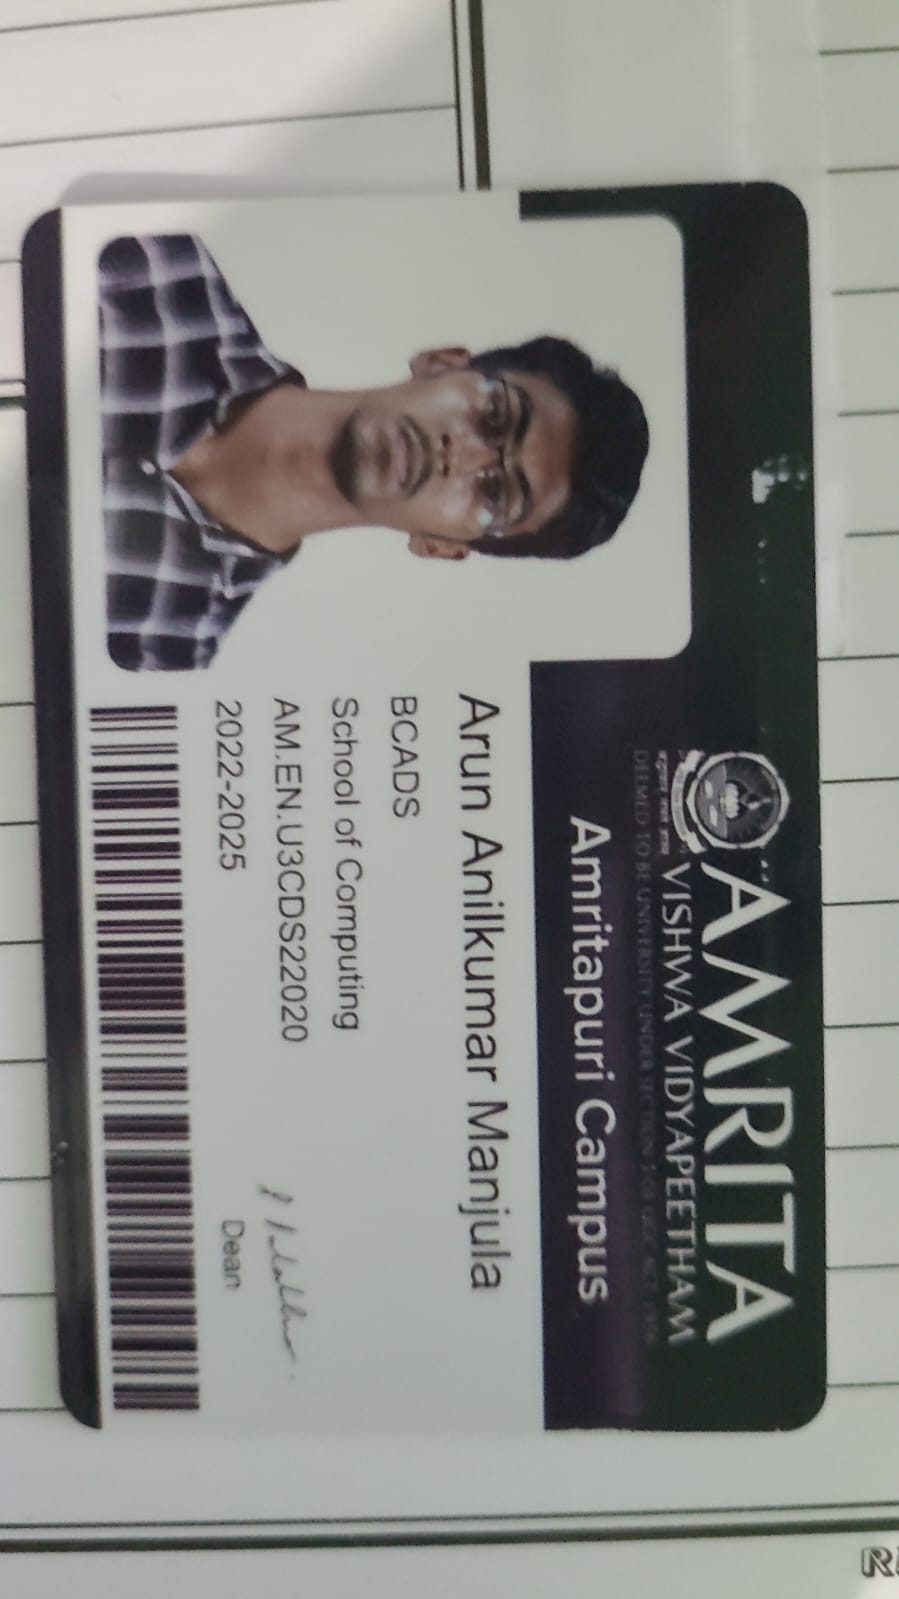 AMRITA
VISHWA VIDYAPEETHAM
DEEMED TO BE UNIVERSITY UNDER SECTION 3 OF UGC ACT 1956
Amritapuri Campus
Arun Anilkumar Manjula
BCADS
School of Computing
AM.EN.U3CDS22020
2022-2025
Dean